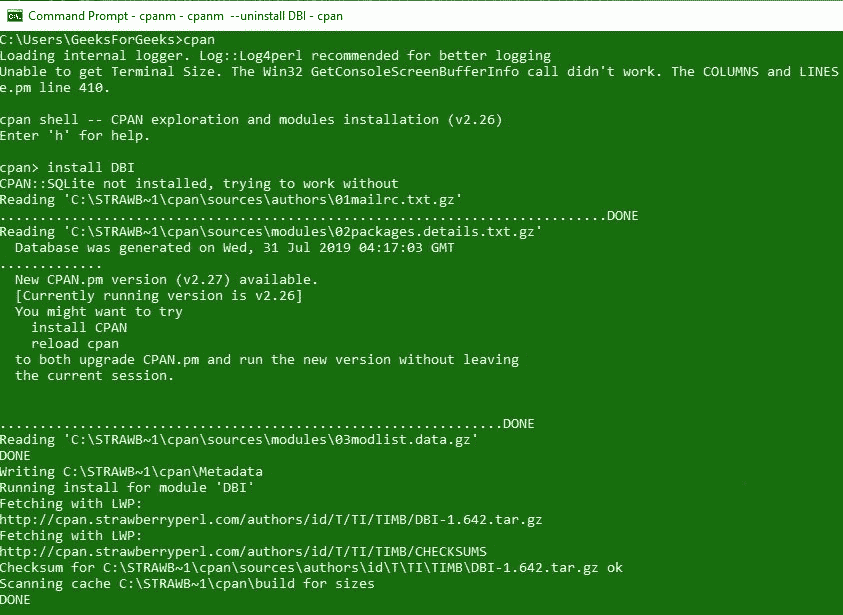 Command Prompt - cpanm - cpanm --uninstall DBI - cpan
C:\Users\GeeksForGeeks>cpan
Loading internal logger. Log::Log4perl recommended for better logging
Unable to get Terminal Size. The Win32 GetConsoleScreenBufferInfo call didn't work. The COLUMNS and LINES
e.pm line 410.
cpan shell -- CPAN exploration and modules installation (v2.26)
Enter 'h' for help.
cpan> install DBI
CPAN::SQLite not installed, trying to work without
Reading 'C:\STRAWB~1\cpan\sources\authors\01mailrc.txt.gz'
............................................................................DONE
Reading 'C:\STRAWB~1\cpan\sources\modules\02packages.details.txt.gz'
  Database was generated on Wed, 31 Jul 2019 04:17:03 GMT
.............
  New CPAN.pm version (v2.27) available.
  [Currently running version is v2.26]
  You might want to try
    install CPAN
    reload cpan
  to both upgrade CPAN.pm and run the new version without leaving
  the current session.
...............................................................DONE
Reading 'C:\STRAWB~1\cpan\sources\modules\03modlist.data.gz'
DONE
Writing C:\STRAWB~1\cpan\Metadata
Running install for module 'DBI'
Fetching with LWP:
http://cpan.strawberryperl.com/authors/id/T/TI/TIMB/DBI-1.642.tar.gz
Fetching with LWP:
http://cpan.strawberryperl.com/authors/id/T/TI/TIMB/CHECKSUMS
Checksum for C:\STRAWB~1\cpan\sources\authors\id\T\TI\TIMB\DBI-1.642.tar.gz ok
Scanning cache C:\STRAWB~1\cpan\build for sizes
DONE